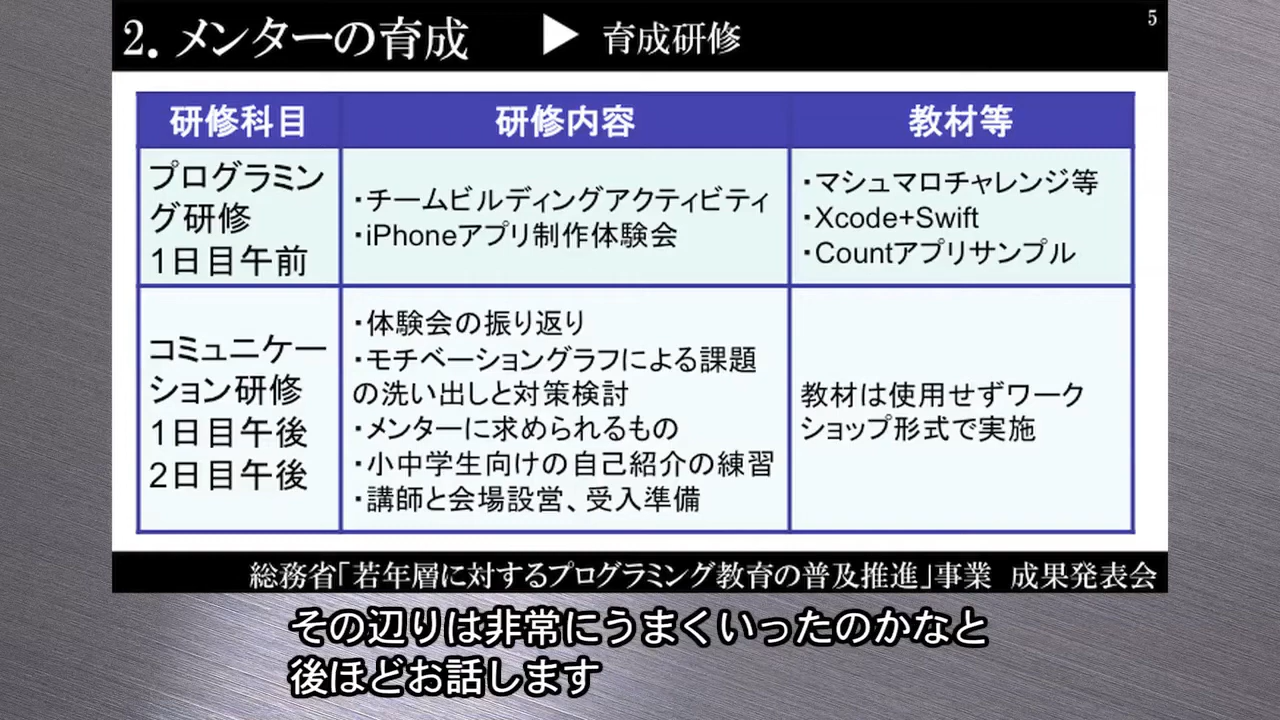 2. メンターの育成 ▶ 育成研修
5
研修科目
研修内容
教材等
プログラミン
グ研修
1日目午前
・チームビルディングアクティビティ
・iPhoneアプリ制作体験会
・マシュマロチャレンジ等
・Xcode+Swift
・Countアプリサンプル
コミュニケー
ション研修
1日目午後
2日目午後
・体験会の振り返り
・モチベーショングラフによる課題
の洗い出しと対策検討
・メンターに求められるもの
・小中学生向けの自己紹介の練習
・講師と会場設営、受入準備
教材は使用せずワーク
ショップ形式で実施
総務省「若年層に対するプログラミング教育の普及推進」事業 成果発表会
その辺りは非常にうまくいったのかなと
後ほどお話します